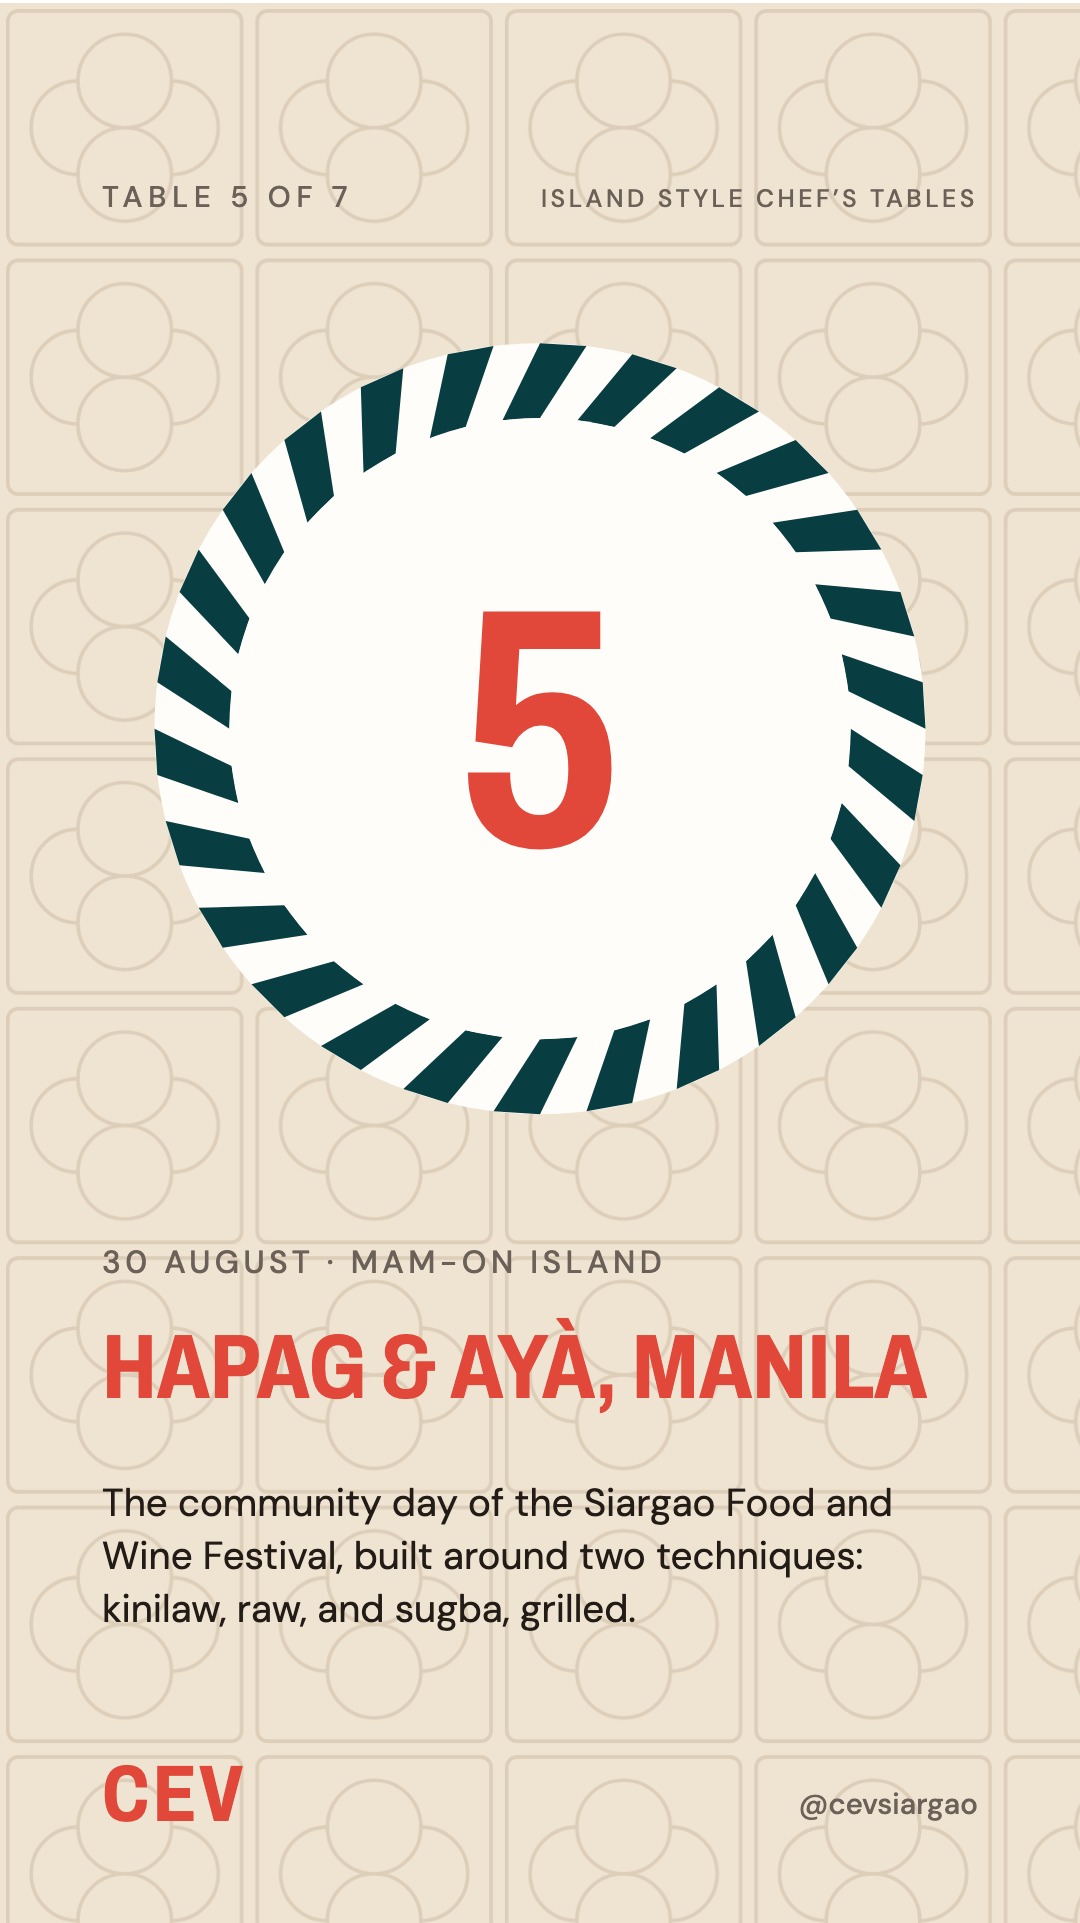 TABLE 5 OF 7
ISLAND STYLE CHEF’S TABLES
5
30 AUGUST · MAM-ON ISLAND
HAPAG & AYÀ, MANILA
The community day of the Siargao Food and
Wine Festival, built around two techniques:
kinilaw, raw, and sugba, grilled.
CEV
@cevsiargao